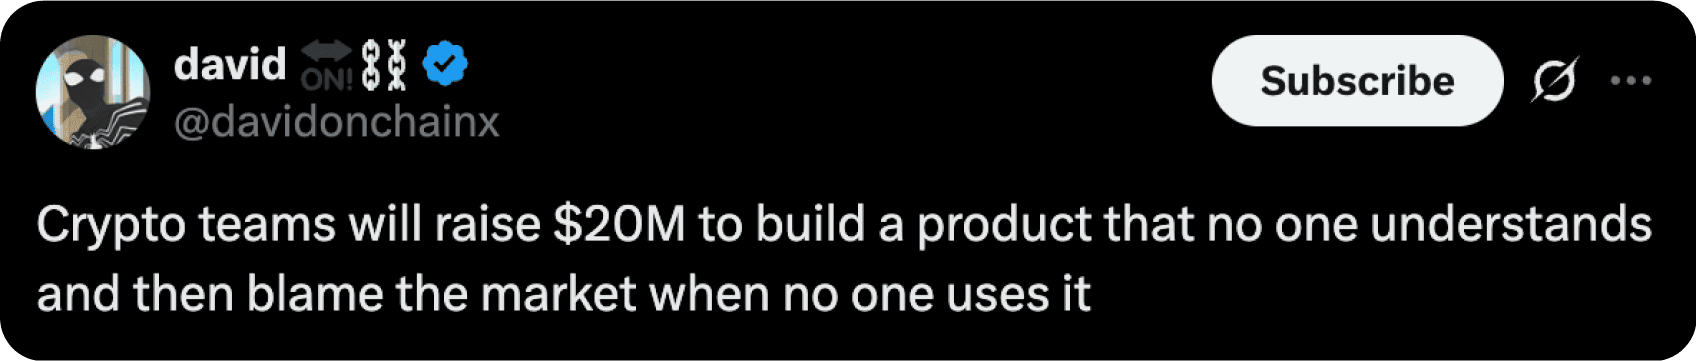 david ON!
@davidonchainx
Subscribe
Crypto teams will raise $20M to build a product that no one understands
and then blame the market when no one uses it